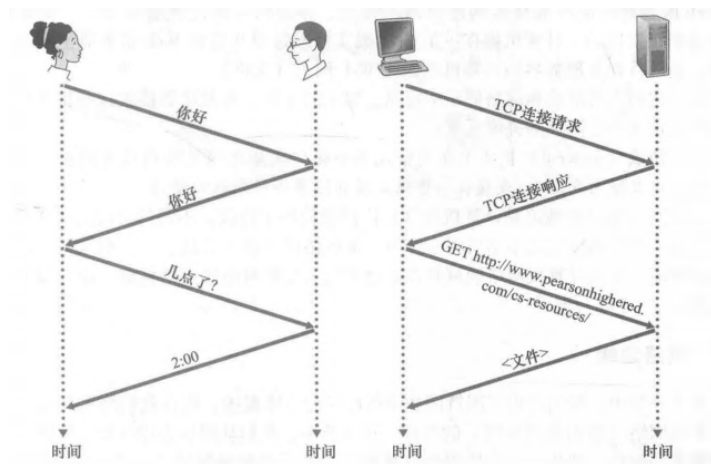 你好
你好
几点了?
2:00
时间
时间
TCP连接请求
TCP连接响应
GET http://www.pearsonhighered.
com/cs-resources/
<文件>
时间
时间